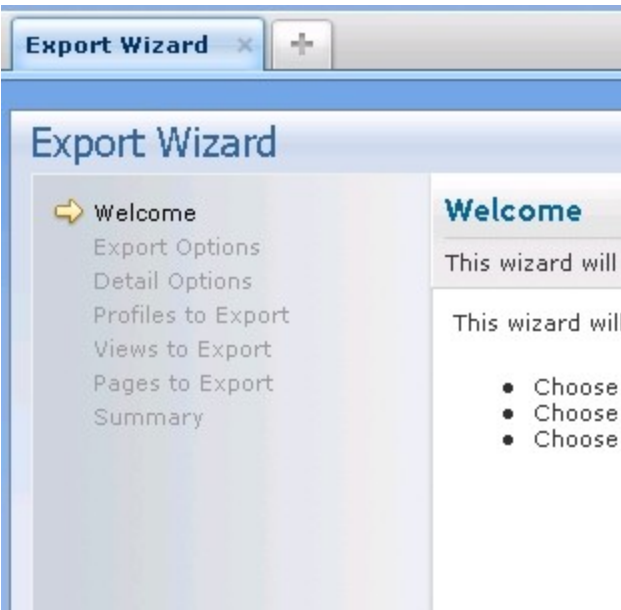 Export Wizard
Export Wizard
Welcome
Export Options
Detail Options
Profiles to Export
Views to Export
Pages to Export
Summary
Welcome
This wizard will
This wizard will
• Choose
• Choose
• Choose